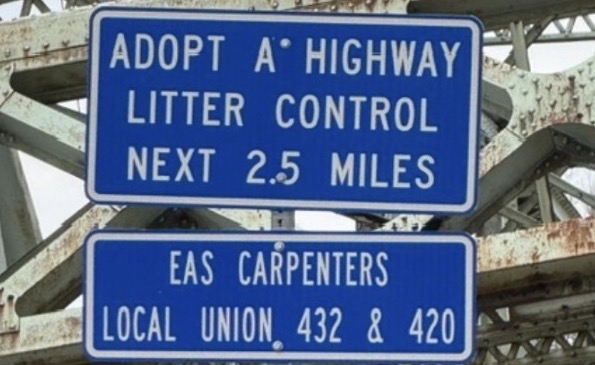 ADOPT A HIGHWAY
LITTER CONTROL
NEXT 2.5 MILES
EAS CARPENTERS
LOCAL UNION 432 & 420